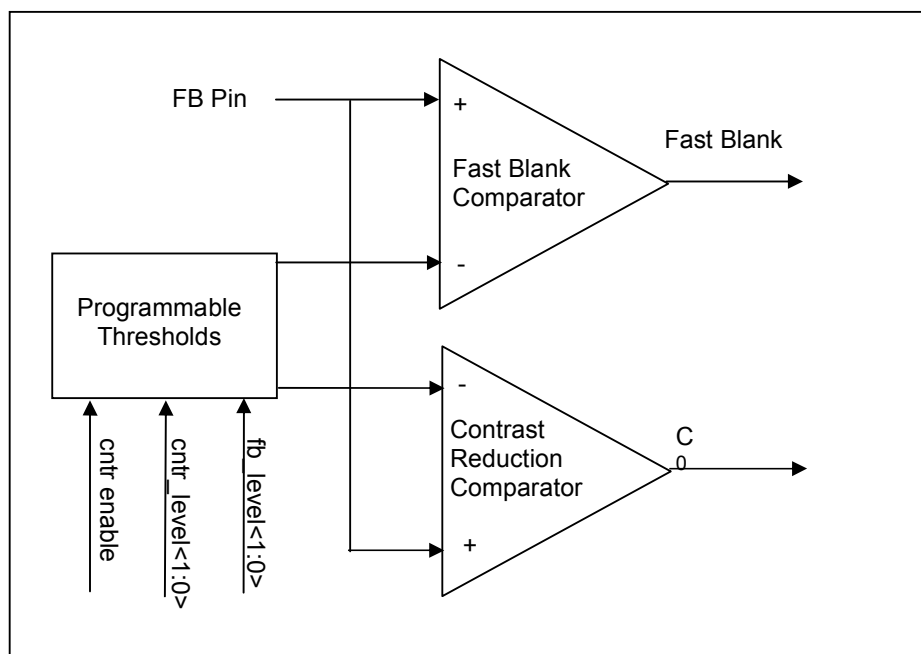 FB Pin
+
Fast Blank
Comparator
-
Fast Blank
Programmable
Thresholds
-
Contrast
Reduction
Comparator
+
C
0
cntr enable
cntr_level<1:0>
fb_level<1:0>